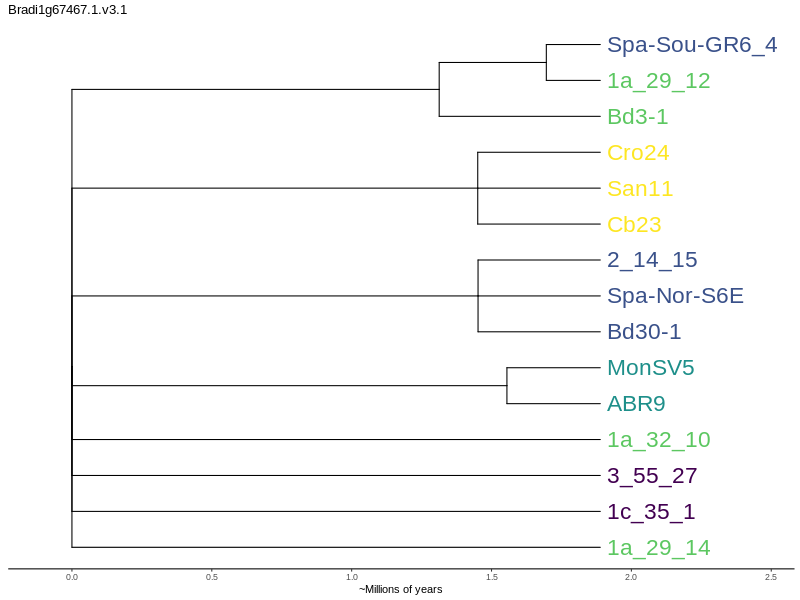 Bradi1g67467.1.v3.1
Spa-Sou-GR6_4
1a_29_12
Bd3-1
Cro24
San11
Cb23
2_14_15
Spa-Nor-S6E
Bd30-1
MonSV5
ABR9
1a_32_10
3_55_27
1c_35_1
1a_29_14
0.0 0.5 1.0 1.5 2.0 2.5
~Millions of years